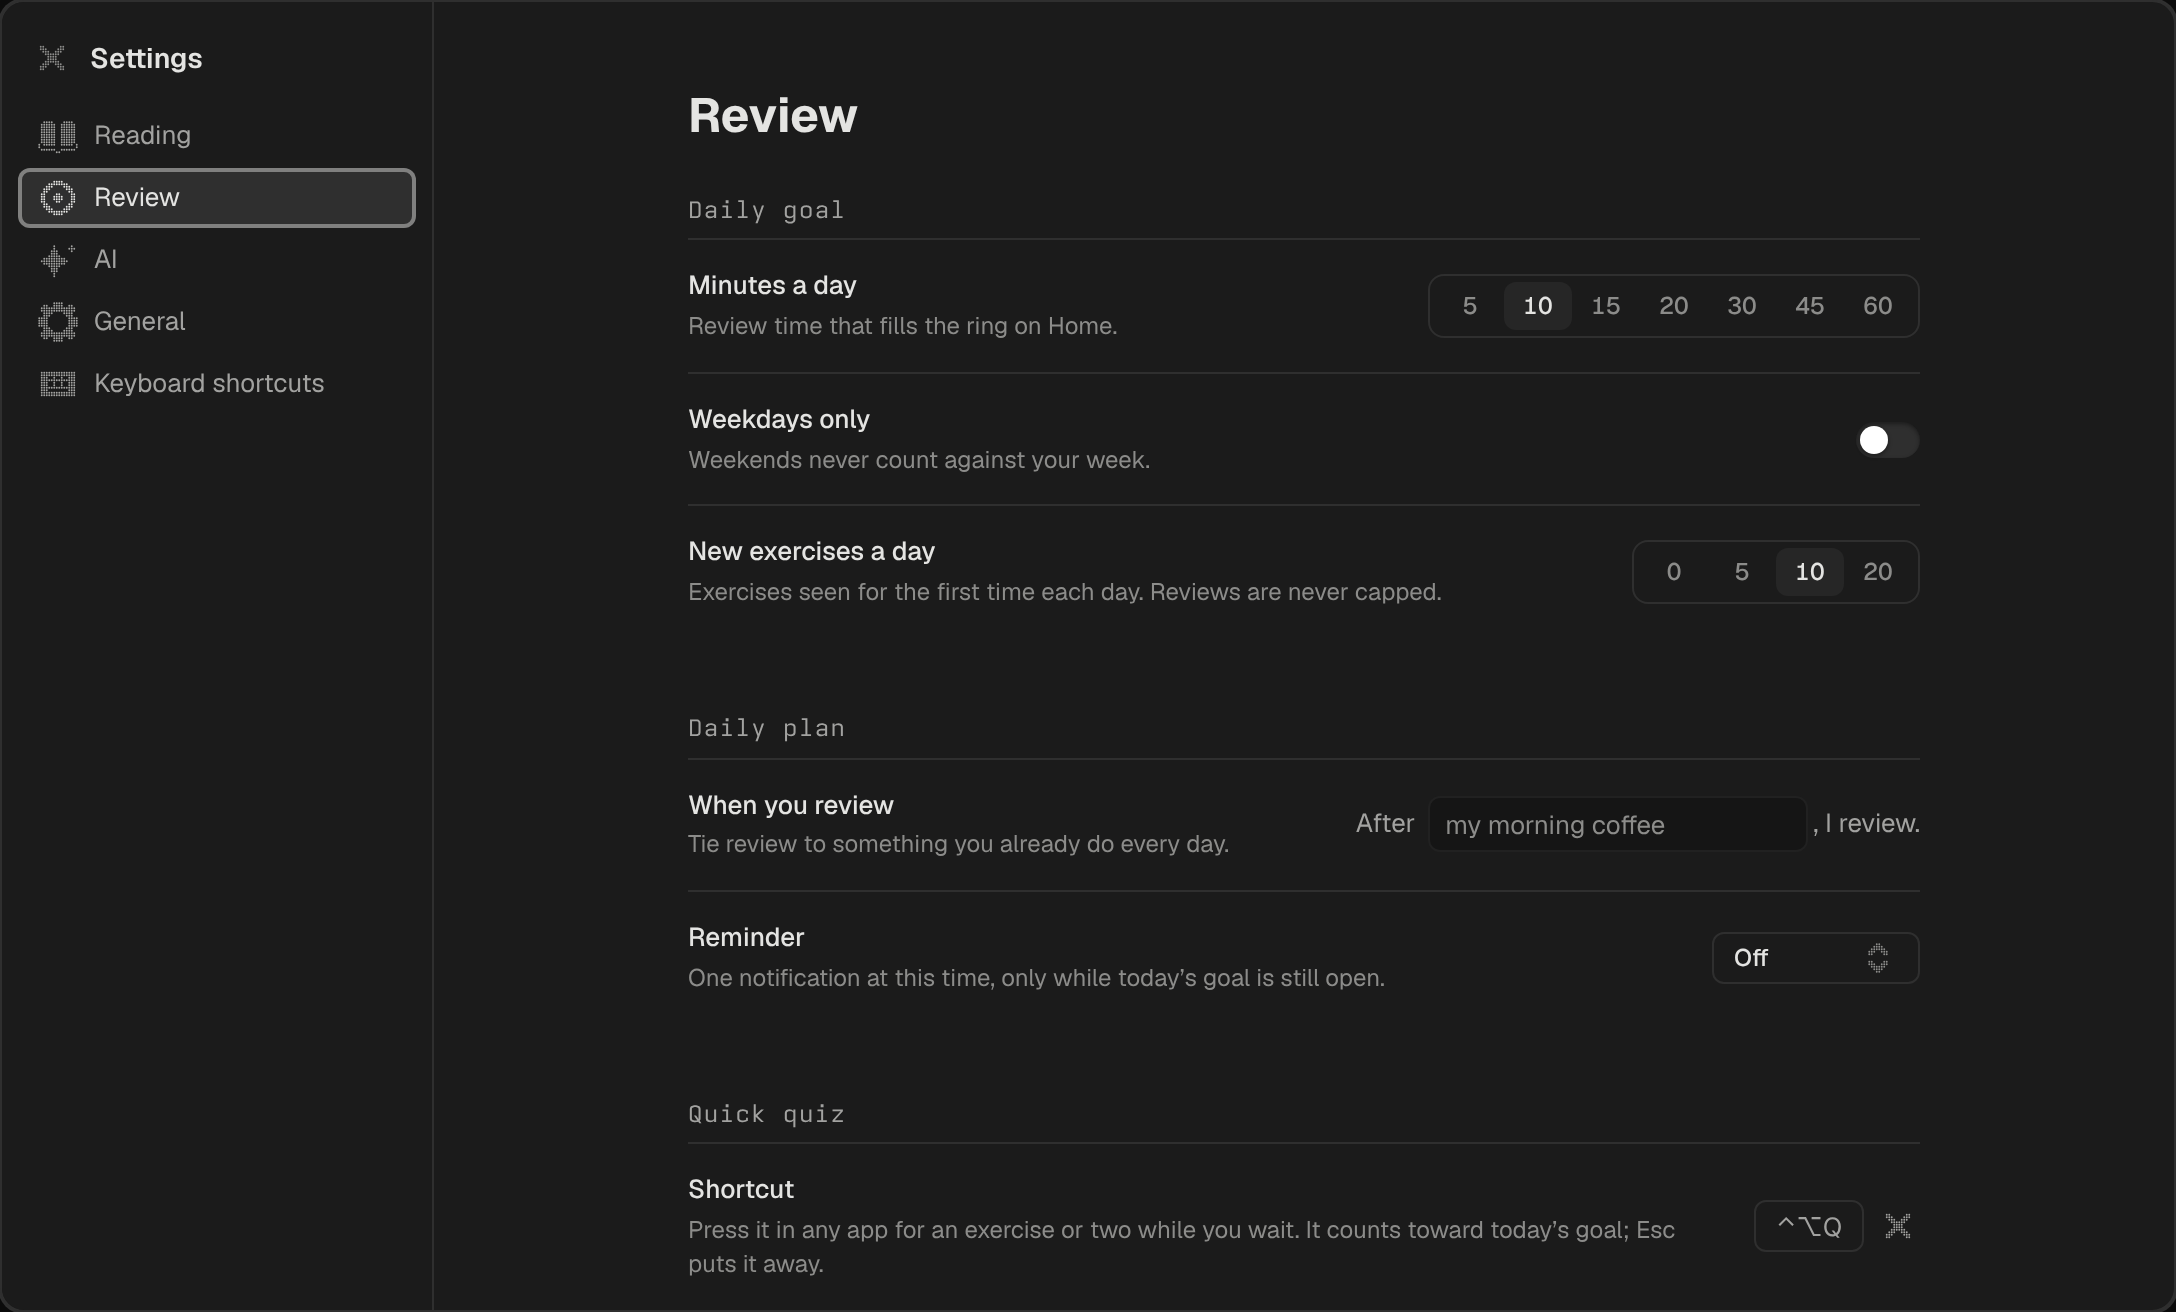 Settings
Reading
Review
AI
General
Keyboard shortcuts
Review
Daily goal
Minutes a day
Review time that fills the ring on Home.
5 10 15 20 30 45 60
Weekdays only
Weekends never count against your week.
New exercises a day
Exercises seen for the first time each day. Reviews are never capped.
0 5 10 20
Daily plan
When you review
Tie review to something you already do every day.
After my morning coffee , I review.
Reminder
One notification at this time, only while today’s goal is still open.
Off
Quick quiz
Shortcut
Press it in any app for an exercise or two while you wait. It counts toward today’s goal; Esc
puts it away.
^⌥Q